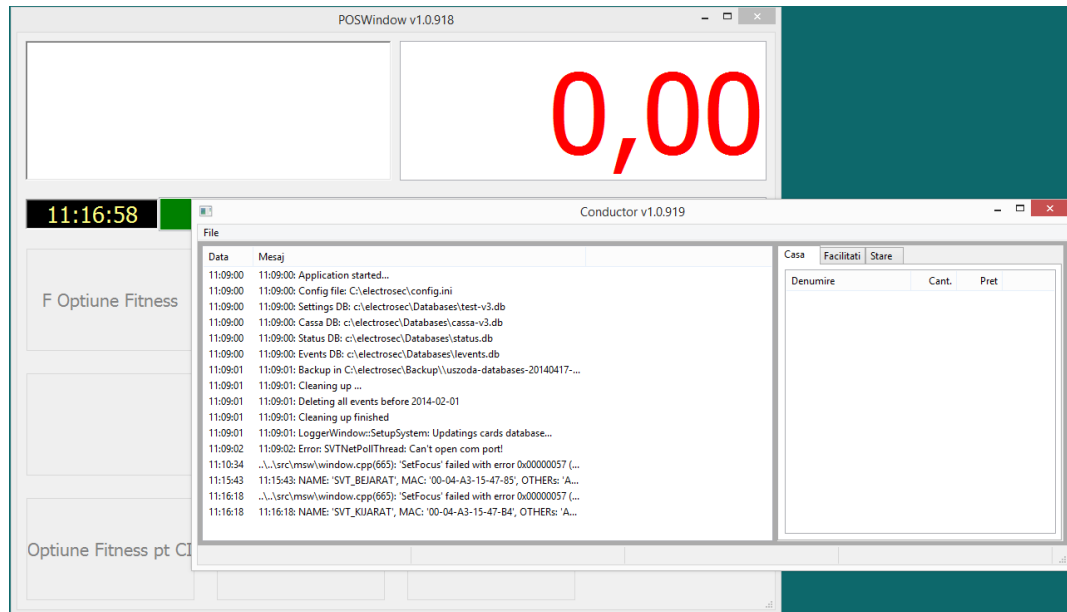 POSWindow v1.0.918
0,00
11:16:58
Conductor v1.0.919
File
Data Mesaj
11:09:00 11:09:00: Application started...
11:09:00 11:09:00: Config file: C:\electrosec\config.ini
11:09:00 11:09:00: Settings DB: c:\electrosec\Databases\test-v3.db
11:09:00 11:09:00: Cassa DB: c:\electrosec\Databases\cassa-v3.db
11:09:00 11:09:00: Status DB: c:\electrosec\Databases\status.db
11:09:00 11:09:00: Events DB: c:\electrosec\Databases\levents.db
11:09:01 11:09:01: Backup in C:\electrosec\Backup\\uszoda-databases-20140417-...
11:09:01 11:09:01: Cleaning up ...
11:09:01 11:09:01: Deleting all events before 2014-02-01
11:09:01 11:09:01: Cleaning up finished
11:09:01 11:09:01: LoggerWindow::SetupSystem: Updatings cards database...
11:09:02 11:09:02: Error: SVTNetPollThread: Can't open com port!
11:10:34 ..\..\src\msw\window.cpp(665): 'SetFocus' failed with error 0x00000057 (...
11:15:43 11:15:43: NAME: 'SVT_BEJARAT', MAC: '00-04-A3-15-47-85', OTHERs: 'A...
11:16:18 ..\..\src\msw\window.cpp(665): 'SetFocus' failed with error 0x00000057 (...
11:16:18 11:16:18: NAME: 'SVT_KIJARAT', MAC: '00-04-A3-15-47-B4', OTHERs: 'A...
Casa Facilitati Stare
Denumire Cant. Pret
F Optiune Fitness
Optiune Fitness pt CI